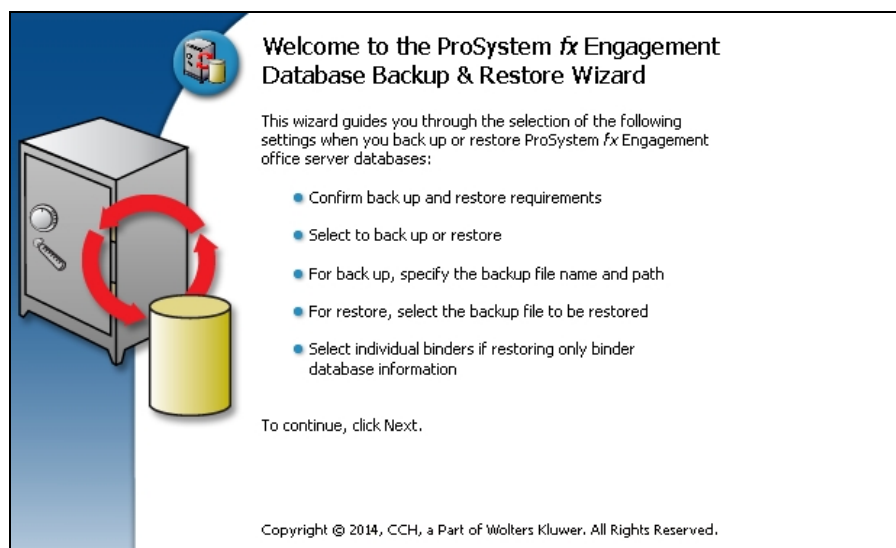 Welcome to the ProSystem fx Engagement
Database Backup & Restore Wizard
This wizard guides you through the selection of the following
settings when you back up or restore ProSystem fx Engagement
office server databases:
Confirm back up and restore requirements
Select to back up or restore
For back up, specify the backup file name and path
For restore, select the backup file to be restored
Select individual binders if restoring only binder
database information
To continue, click Next.
Copyright © 2014, CCH, a Part of Wolters Kluwer. All Rights Reserved.